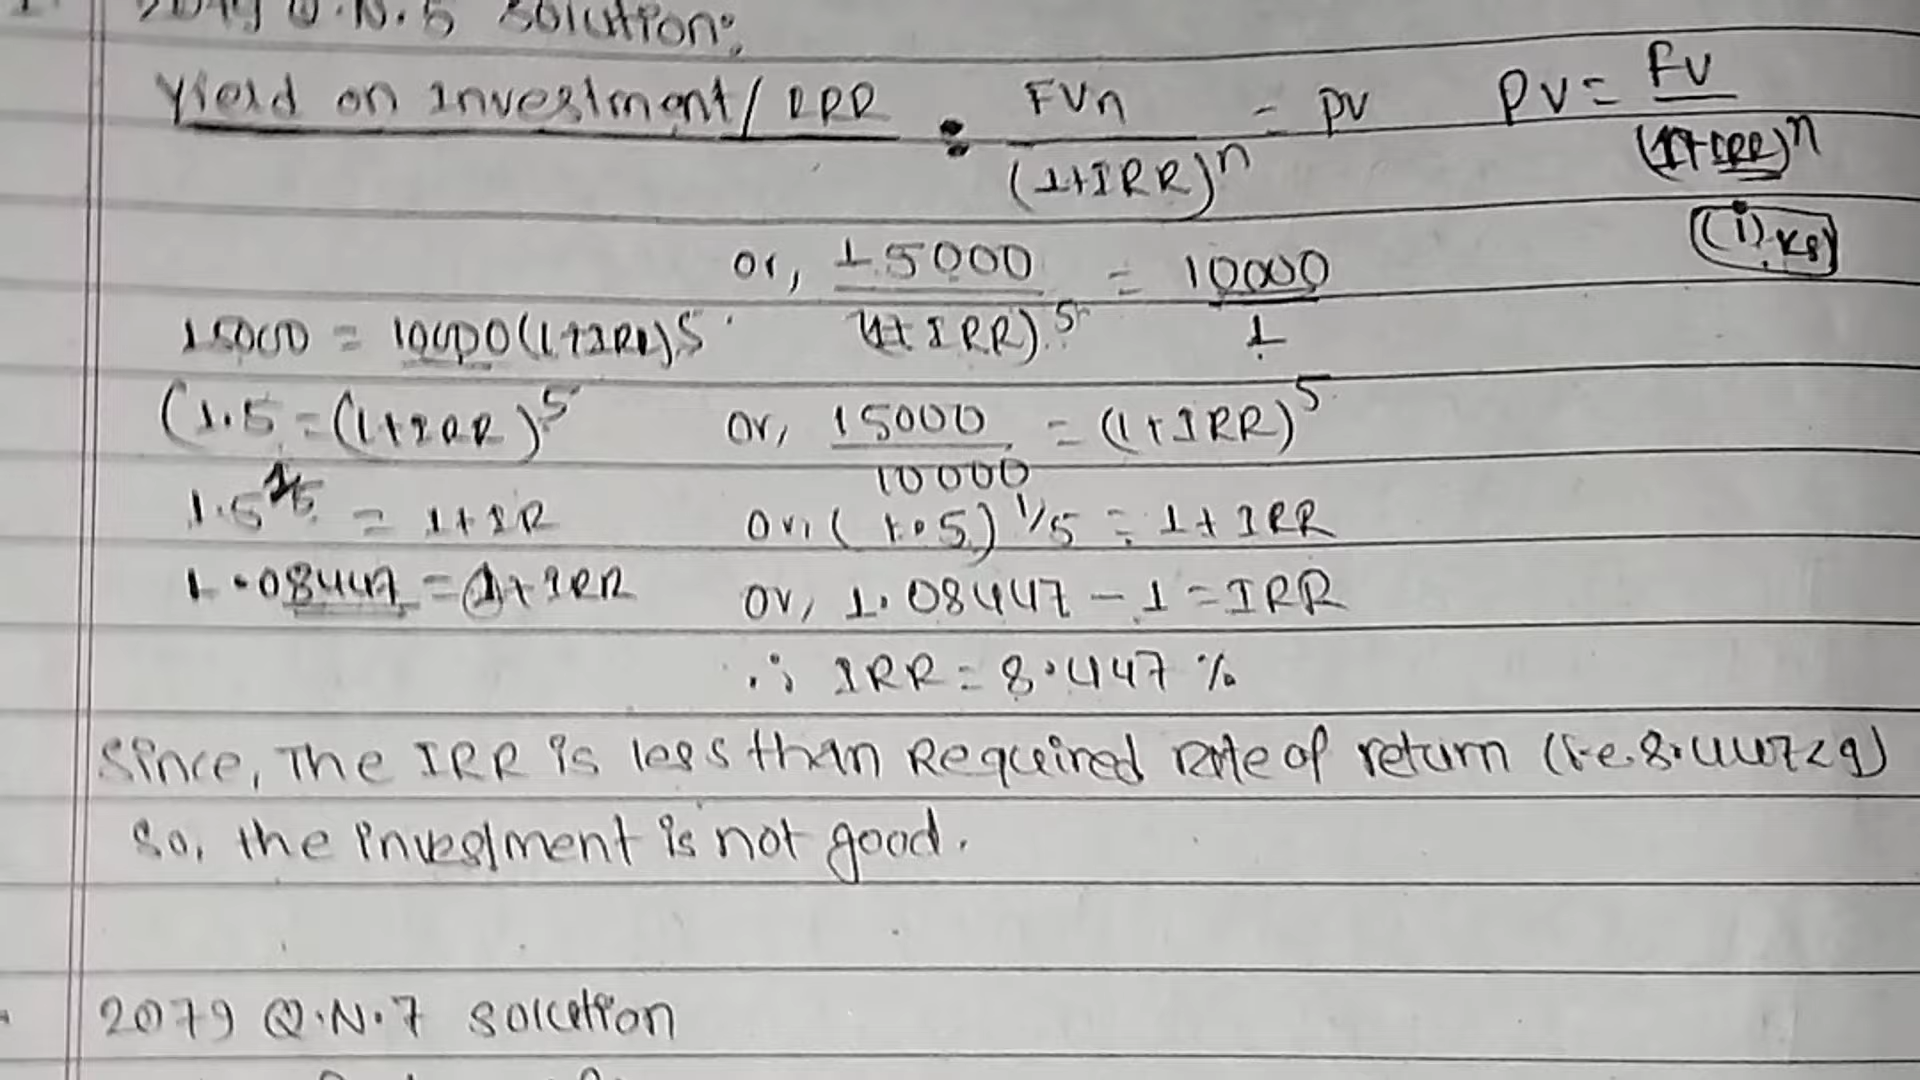 2079 Q.N.5 solution:
Yield on investment/IRR : FVn / (1+IRR)^n = PV    PV = FV / (1+IRR)^n
or, 15000 / (1+IRR)^5 = 10000 / 1
15000 = 10000(1+IRR)5
(1.5 = (1+IRR)^5    or, 15000 / 10000 = (1+IRR)^5
1.5^1/5 = 1+IR    or, (1.5)^1/5 = 1+IRR
1.08447 = 1+IRR    or, 1.08447 - 1 = IRR
∴ IRR = 8.447 %
Since, The IRR is less than Required rate of return (i.e. 8.447<9)
So, the investment is not good.
2079 Q.N.7 solution